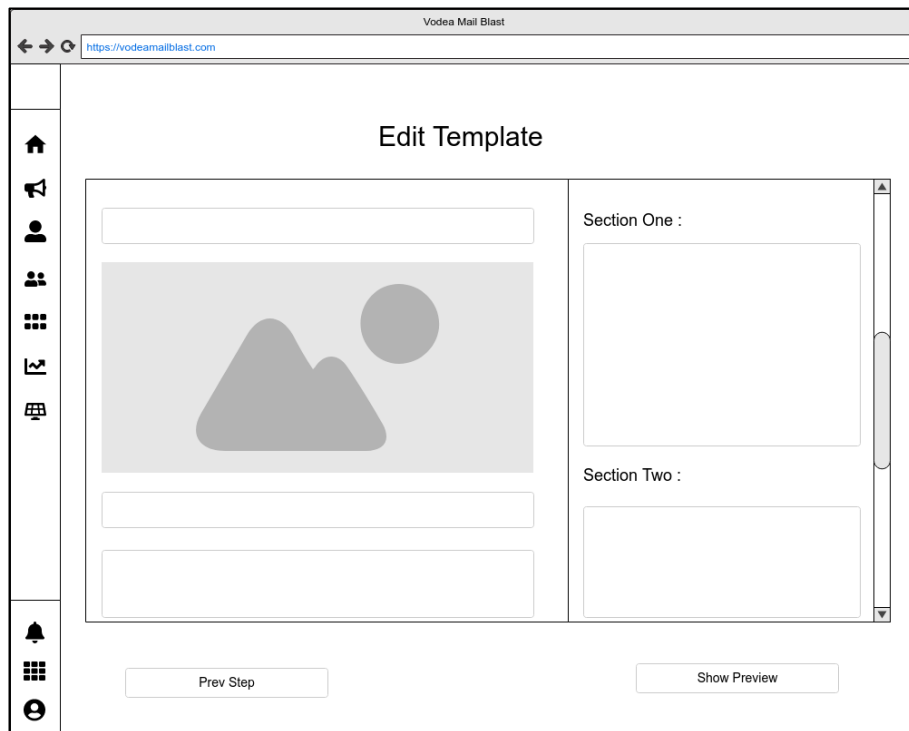 Vodea Mail Blast
https://vodeamailblast.com
Edit Template
Section One :
Section Two :
Prev Step
Show Preview